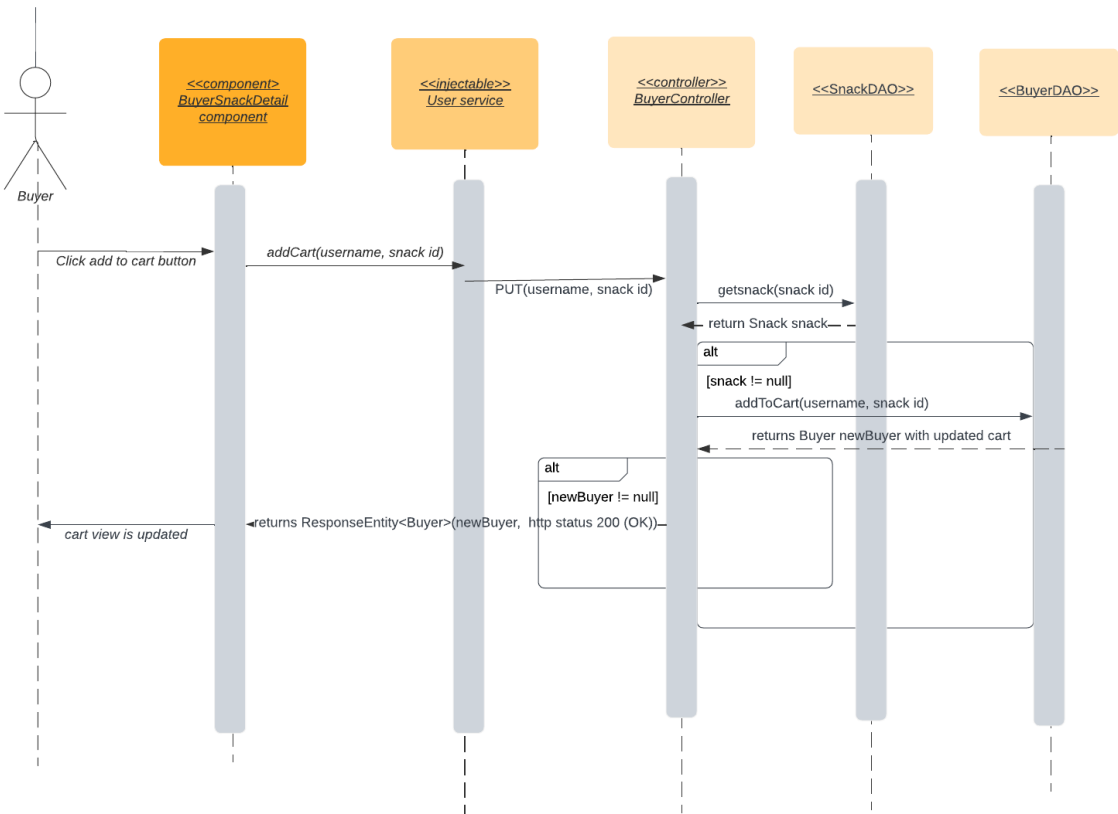 <<component>
BuyerSnackDetail
component
<<injectable>>
User service
<<controller>>
BuyerController
<<SnackDAO>>
<<BuyerDAO>>
Buyer
Click add to cart button
addCart(username, snack id)
PUT(username, snack id)
getsnack(snack id)
return Snack snack
alt
[snack != null]
addToCart(username, snack id)
returns Buyer newBuyer with updated cart
alt
[newBuyer != null]
returns ResponseEntity<Buyer>(newBuyer, http status 200 (OK))
cart view is updated